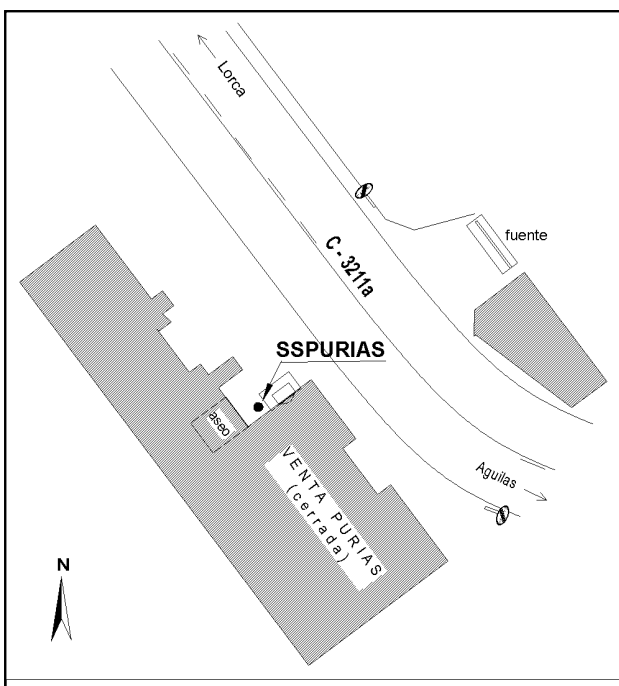 Lorca
fuente
C - 3211a
SSPURIAS
aseo
VENTA PURIAS
(cerrada)
Aguilas
N